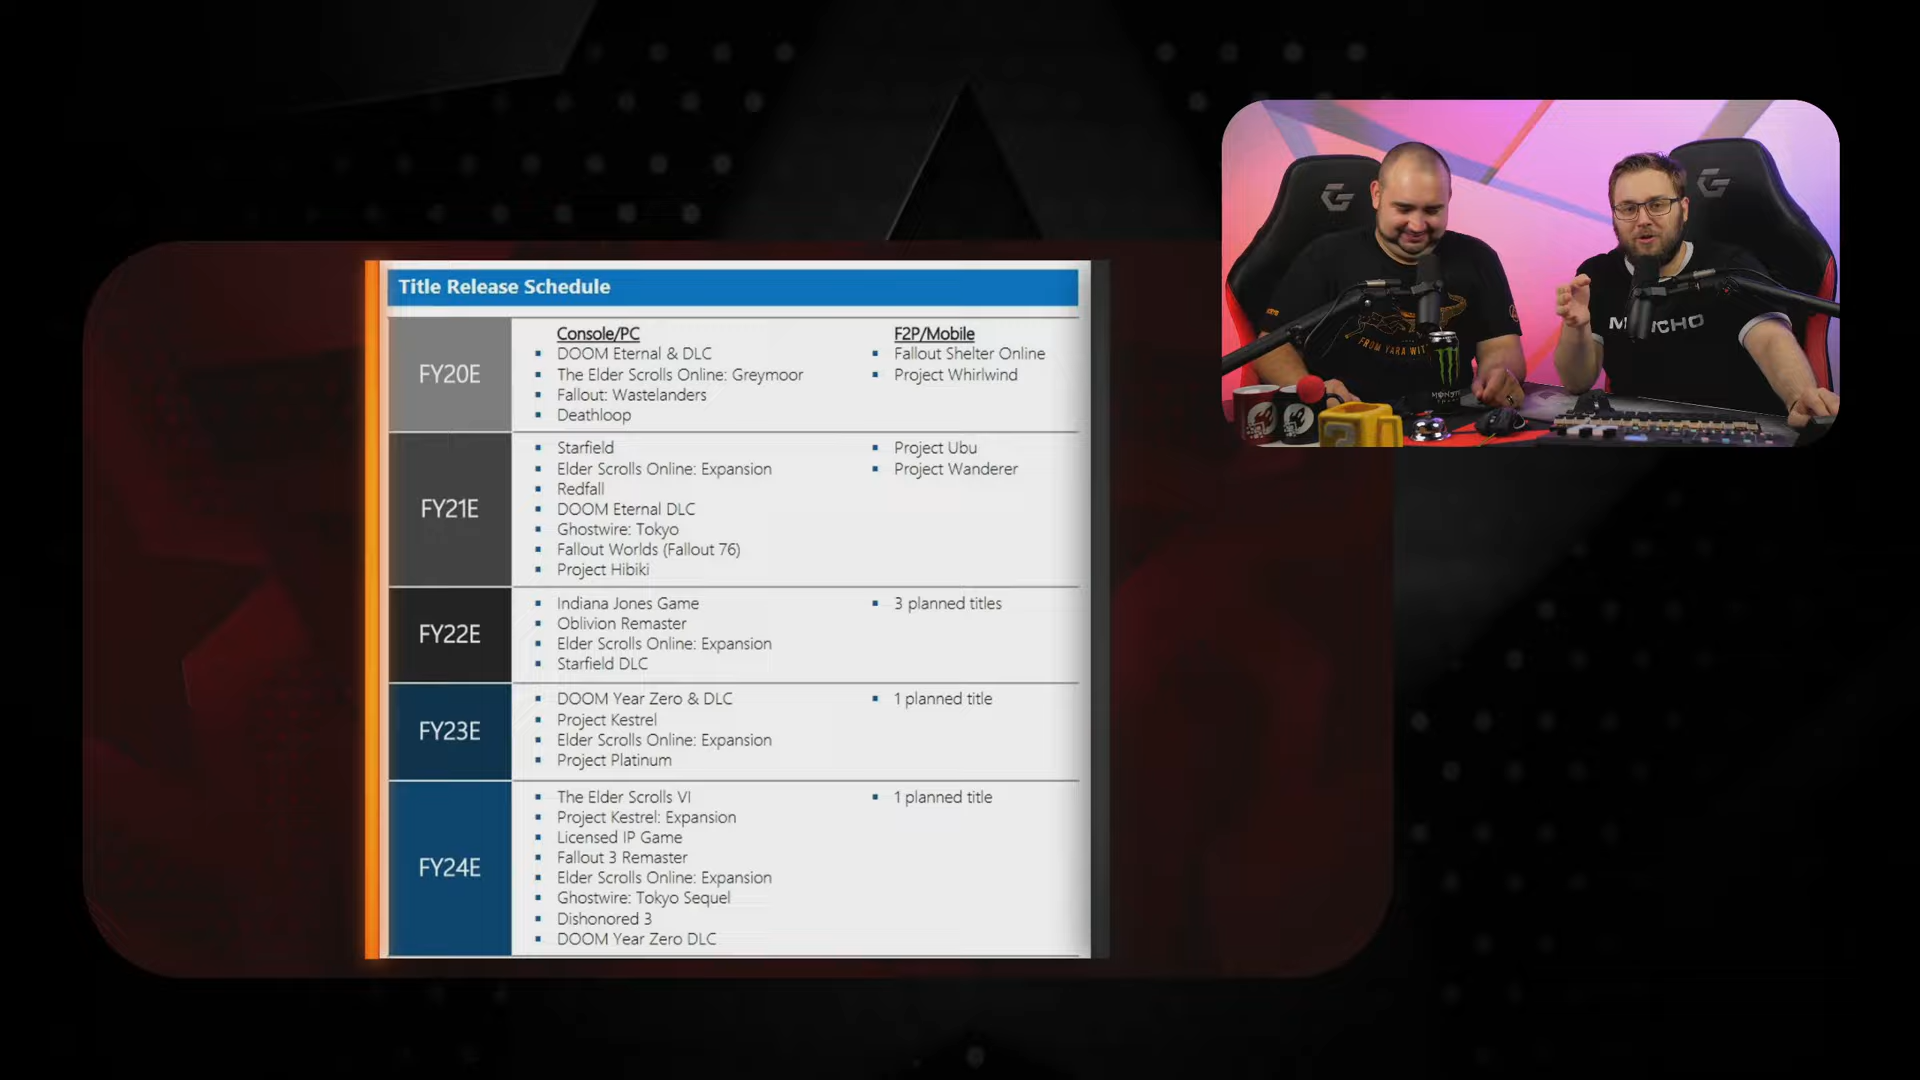 Title Release Schedule
Console/PC
F2P/Mobile
FY20E
DOOM Eternal & DLC
The Elder Scrolls Online: Greymoor
Fallout: Wastelanders
Deathloop
Fallout Shelter Online
Project Whirlwind
FY21E
Starfield
Elder Scrolls Online: Expansion
Redfall
DOOM Eternal DLC
Ghostwire: Tokyo
Fallout Worlds (Fallout 76)
Project Hibiki
Project Ubu
Project Wanderer
FY22E
Indiana Jones Game
Oblivion Remaster
Elder Scrolls Online: Expansion
Starfield DLC
3 planned titles
FY23E
DOOM Year Zero & DLC
Project Kestrel
Elder Scrolls Online: Expansion
Project Platinum
1 planned title
FY24E
The Elder Scrolls VI
Project Kestrel: Expansion
Licensed IP Game
Fallout 3 Remaster
Elder Scrolls Online: Expansion
Ghostwire: Tokyo Sequel
Dishonored 3
DOOM Year Zero DLC
1 planned title
FROM YARA WIT